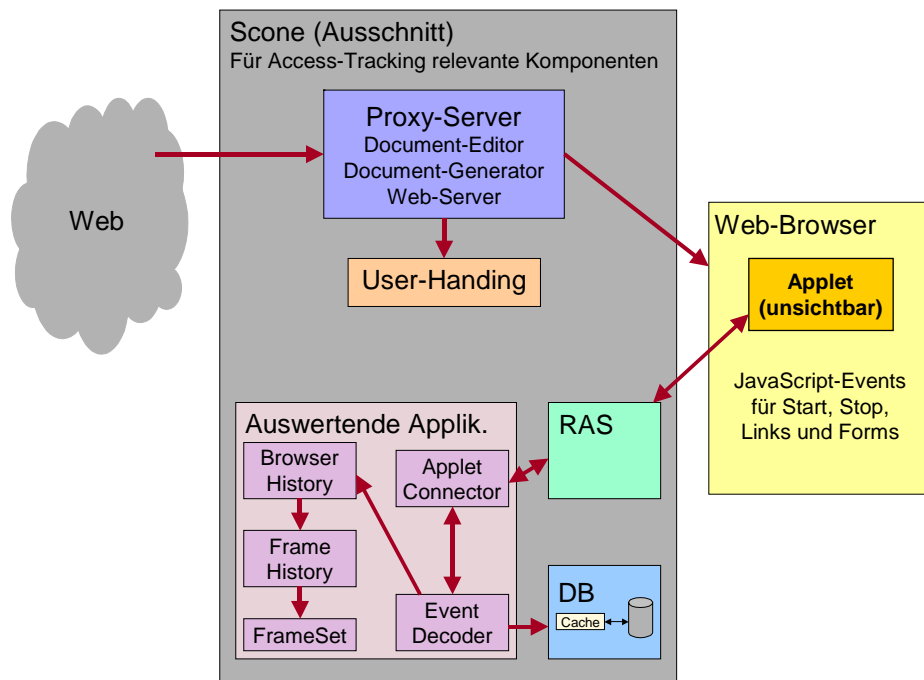 Scone (Ausschnitt)
Für Access-Tracking relevante Komponenten
Proxy-Server
Document-Editor
Document-Generator
Web-Server
Web
User-Handing
Web-Browser
Applet
(unsichtbar)
JavaScript-Events
für Start, Stop,
Links und Forms
Auswertende Applik.
Browser
History
Applet
Connector
RAS
Frame
History
FrameSet
Event
Decoder
DB
Cache